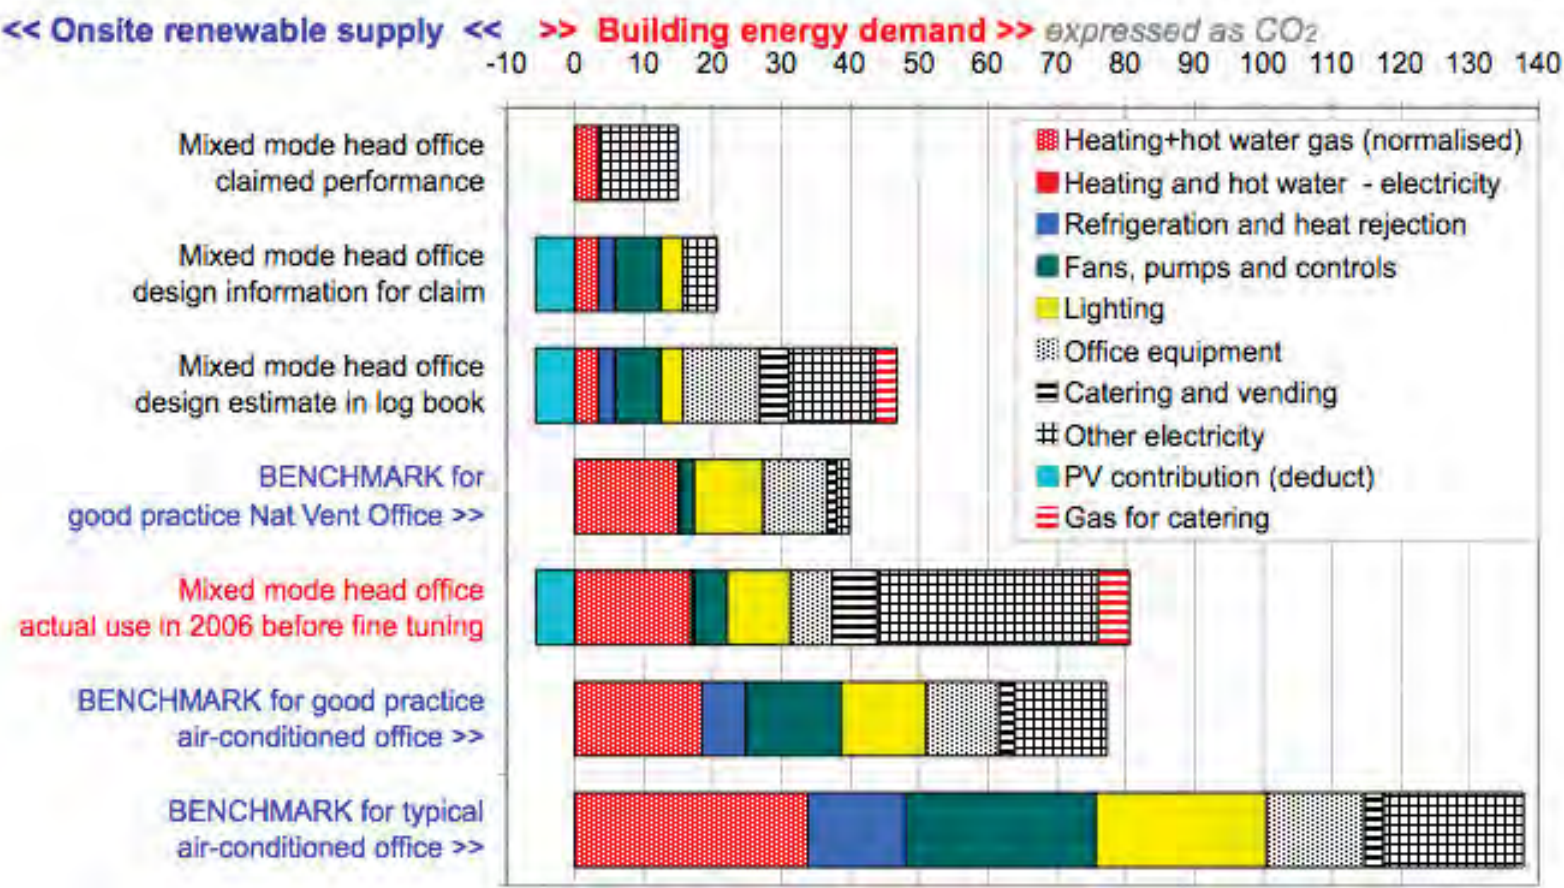 << Onsite renewable supply << >> Building energy demand >> expressed as CO2
-10 0 10 20 30 40 50 60 70 80 90 100 110 120 130 140
Mixed mode head office
claimed performance
Mixed mode head office
design information for claim
Mixed mode head office
design estimate in log book
BENCHMARK for
good practice Nat Vent Office >>
Mixed mode head office
actual use in 2006 before fine tuning
BENCHMARK for good practice
air-conditioned office >>
BENCHMARK for typical
air-conditioned office >>
Heating+hot water gas (normalised)
Heating and hot water - electricity
Refrigeration and heat rejection
Fans, pumps and controls
Lighting
Office equipment
Catering and vending
Other electricity
PV contribution (deduct)
Gas for catering